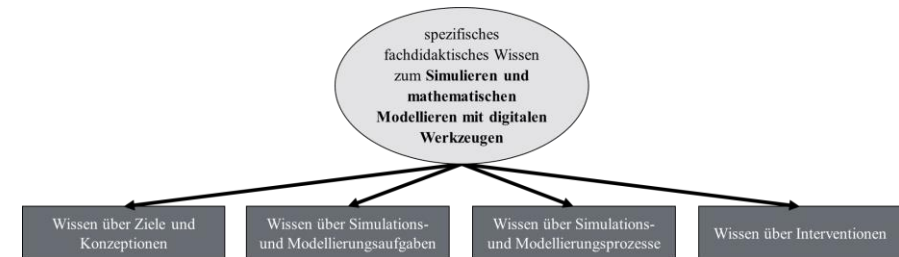 spezifisches
fachdidaktisches Wissen
zum Simulieren und
mathematischen
Modellieren mit digitalen
Werkzeugen
Wissen über Ziele und
Konzeptionen
Wissen über Simulations-
und Modellierungsaufgaben
Wissen über Simulations-
und Modellierungsprozesse
Wissen über Interventionen